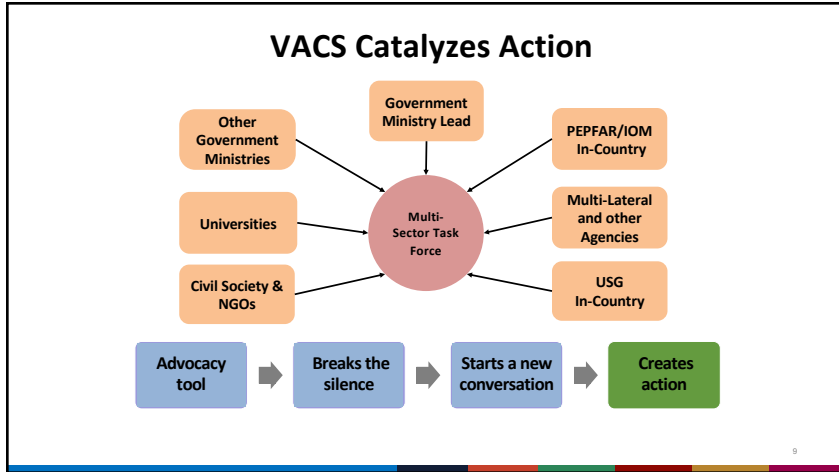 VACS Catalyzes Action
Government
Ministry Lead
Other
Government
Ministries
PEPFAR/IOM
In-Country
Universities
Multi-
Sector Task
Force
Multi-Lateral
and other
Agencies
Civil Society &
NGOs
USG
In-Country
Advocacy
tool
Breaks the
silence
Starts a new
conversation
Creates
action
9